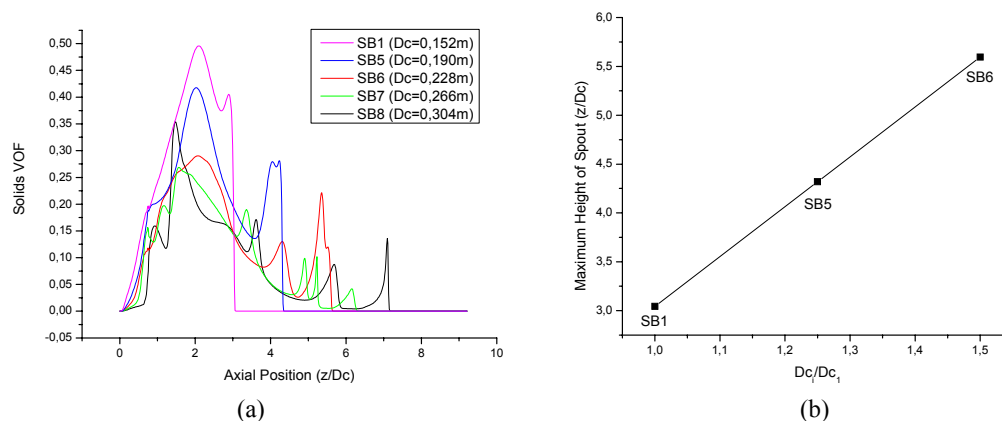 0,50
0,45
0,40
0,35
0,30
0,25
0,20
0,15
0,10
0,05
0,00
-0,05
Solids VOF
SB1 (Dc=0,152m)
SB5 (Dc=0,190m)
SB6 (Dc=0,228m)
SB7 (Dc=0,266m)
SB8 (Dc=0,304m)
0 2 4 6 8 10
Axial Position (z/Dc)
(a)
6,0
5,5
5,0
4,5
4,0
3,5
3,0
Maximum Height of Spout (z/Dc)
SB6
SB5
SB1
1,0 1,1 1,2 1,3 1,4 1,5
Dci/Dc1
(b)